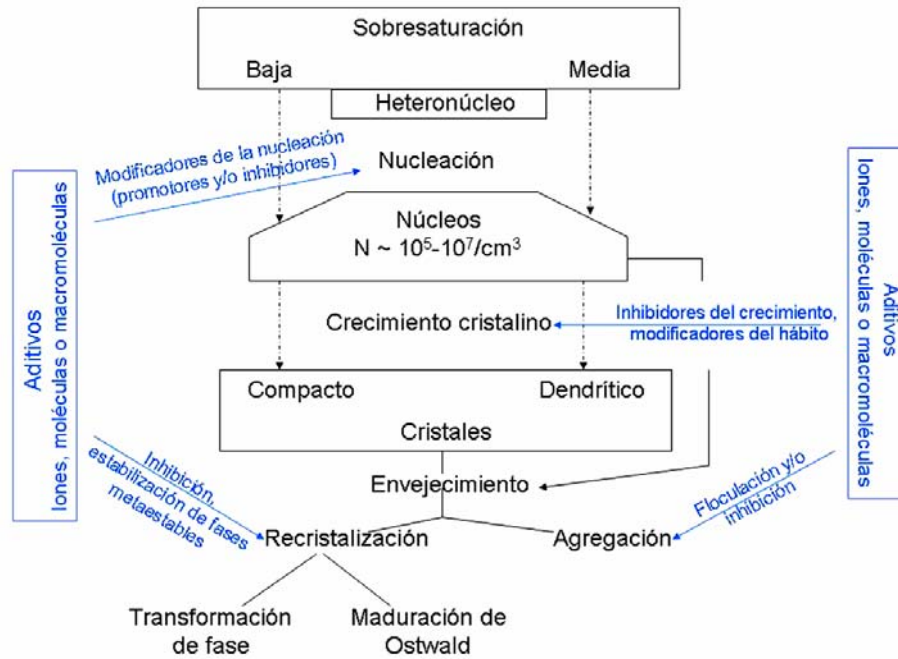 Sobresaturación
Baja
Media
Heteronúcleo
Modificadores de la nucleación
(promotores y/o inhibidores)
Nucleación
Núcleos
N ~ 10⁵-10⁷/cm³
Aditivos
Iones, moléculas o macromoléculas
Aditivos
Iones, moléculas o macromoléculas
Crecimiento cristalino
Inhibidores del crecimiento,
modificadores del hábito
Compacto
Dendrítico
Cristales
Envejecimiento
Inhibición,
estabilización de fases
metaestables
Floculación y/o
inhibición
Recristalización
Agregación
Transformación
de fase
Maduración de
Ostwald